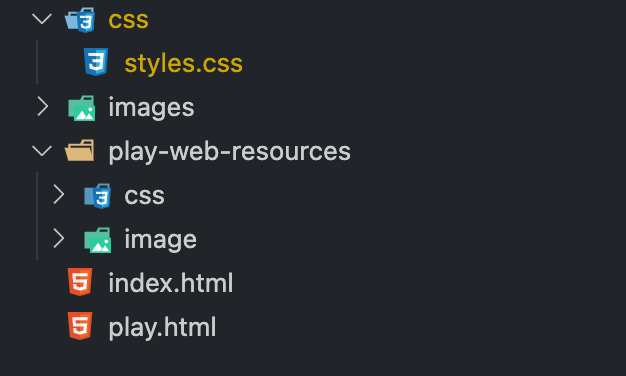 css
styles.css
images
play-web-resources
css
image
index.html
play.html